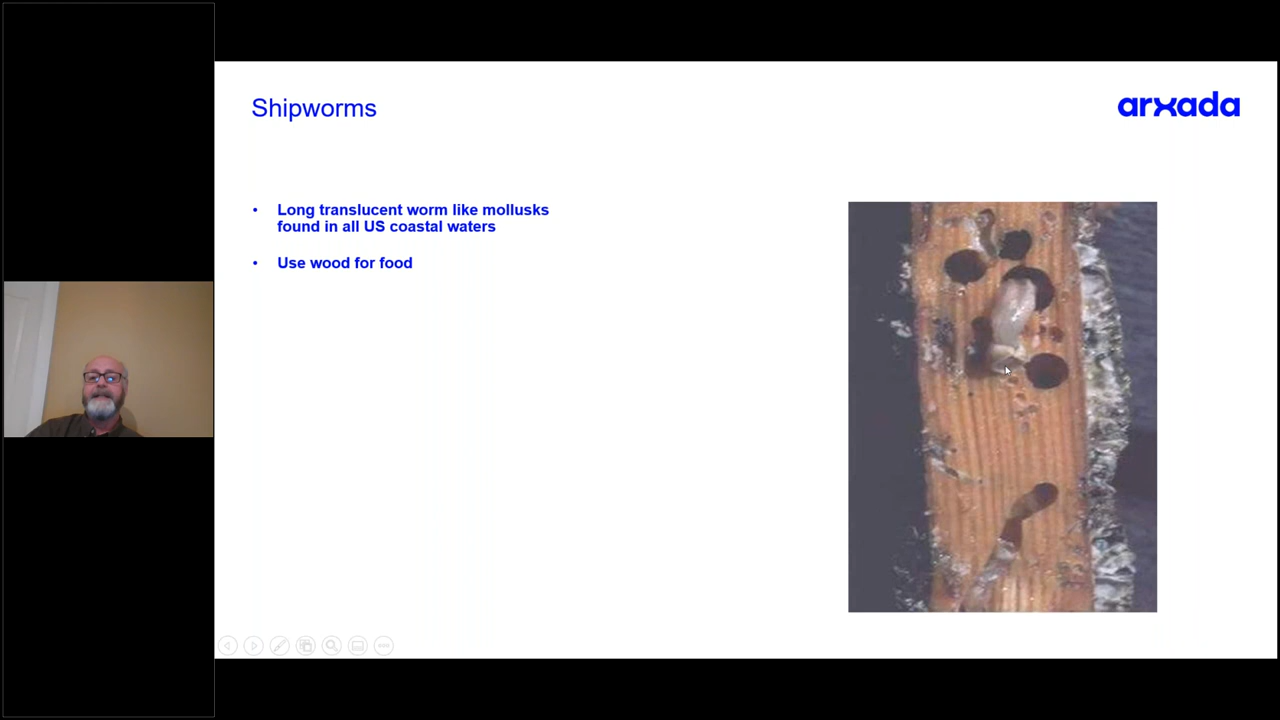 Shipworms
arxada
• Long translucent worm like mollusks
found in all US coastal waters
• Use wood for food